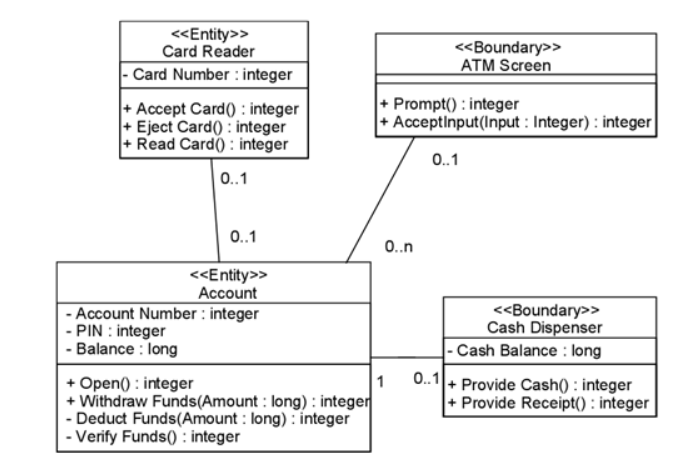 <<Entity>>
Card Reader
- Card Number : integer
+ Accept Card() : integer
+ Eject Card() : integer
+ Read Card() : integer
<<Boundary>>
ATM Screen
+ Prompt() : integer
+ AcceptInput(Input : Integer) : integer
0..1
0..1
0..1
0..n
<<Entity>>
Account
- Account Number : integer
- PIN : integer
- Balance : long
+ Open() : integer
+ Withdraw Funds(Amount : long) : integer
- Deduct Funds(Amount : long) : integer
- Verify Funds() : integer
1
0..1
<<Boundary>>
Cash Dispenser
- Cash Balance : long
+ Provide Cash() : integer
+ Provide Receipt() : integer